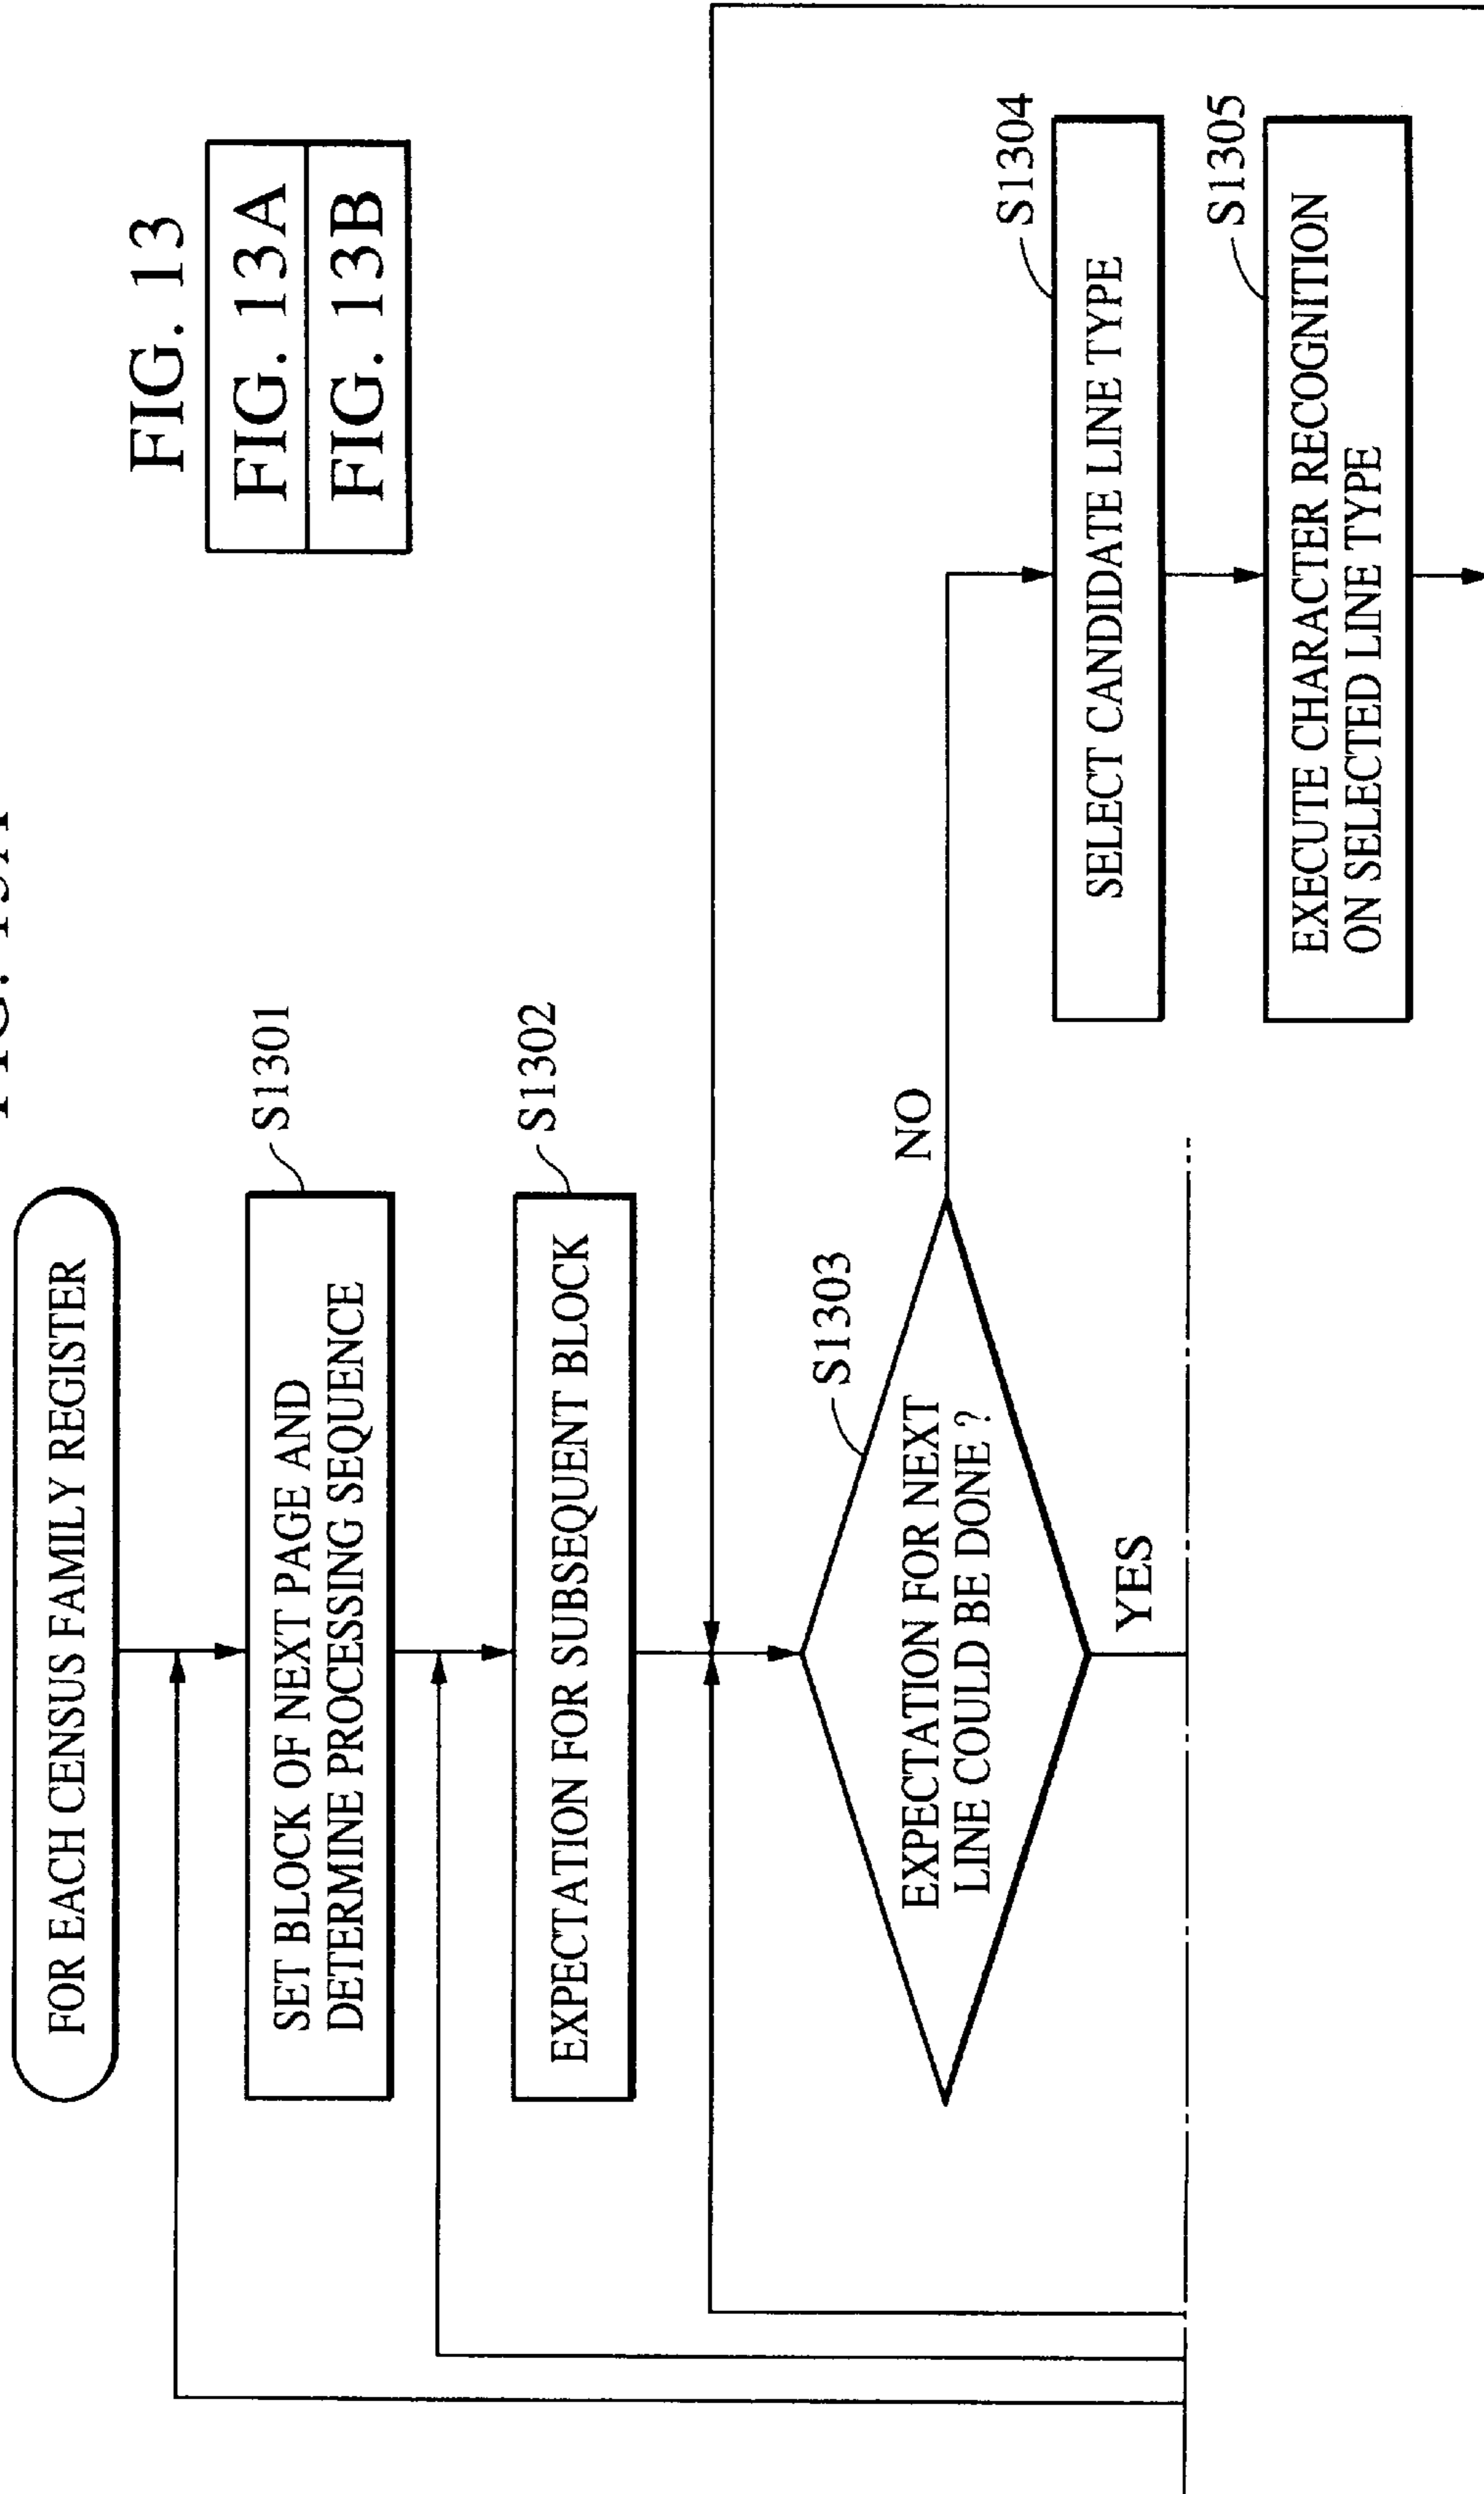 FIG. 13
FIG. 13A
FIG. 13B
FOR EACH CENSUS FAMILY REGISTER
S1301
SET BLOCK OF NEXT PAGE AND
DETERMINE PROCESSING SEQUENCE
S1302
EXPECTATION FOR SUBSEQUENT BLOCK
S1303
EXPECTATION FOR NEXT
LINE COULD BE DONE ?
NO
YES
S1304
SELECT CANDIDATE LINE TYPE
S1305
EXECUTE CHARACTER RECOGNITION
ON SELECTED LINE TYPE